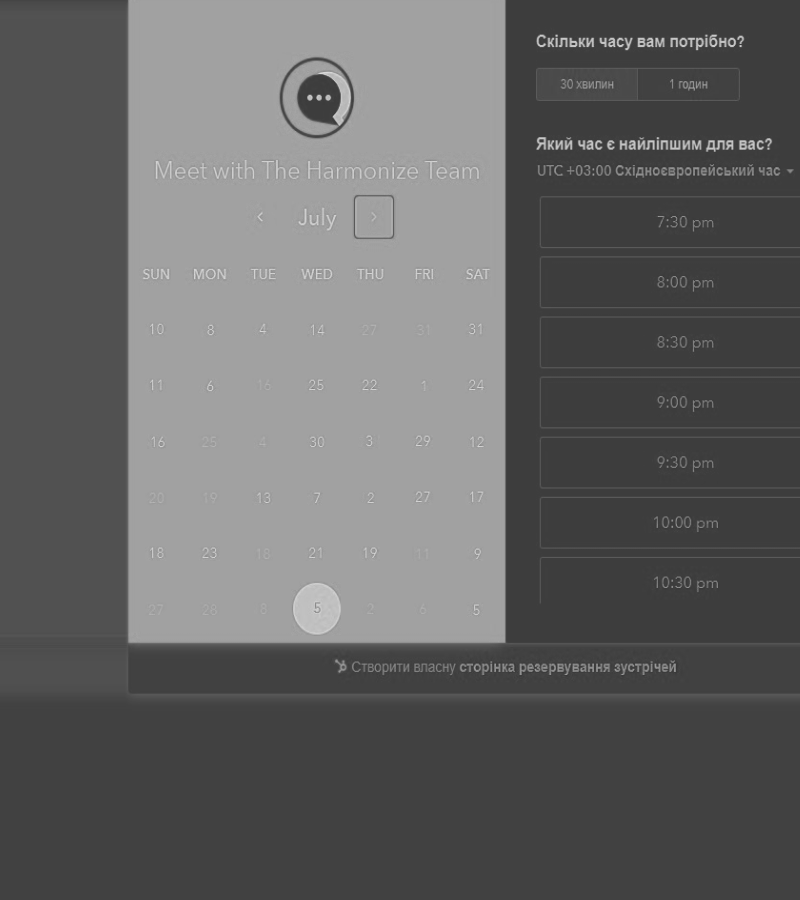 Meet with The Harmonize Team
July
SUN MON TUE WED THU FRI SAT
10 8 4 14 27 31 31
11 6 16 25 22 1 24
16 25 4 30 3 29 12
20 19 13 7 2 27 17
18 23 18 21 19 11 9
27 28 8 5 2 6 5
Скільки часу вам потрібно?
30 хвилин 1 годин
Який час є найліпшим для вас?
UTC +03:00 Східноєвропейський час
7:30 pm
8:00 pm
8:30 pm
9:00 pm
9:30 pm
10:00 pm
10:30 pm
Створити власну сторінка резервування зустрічей